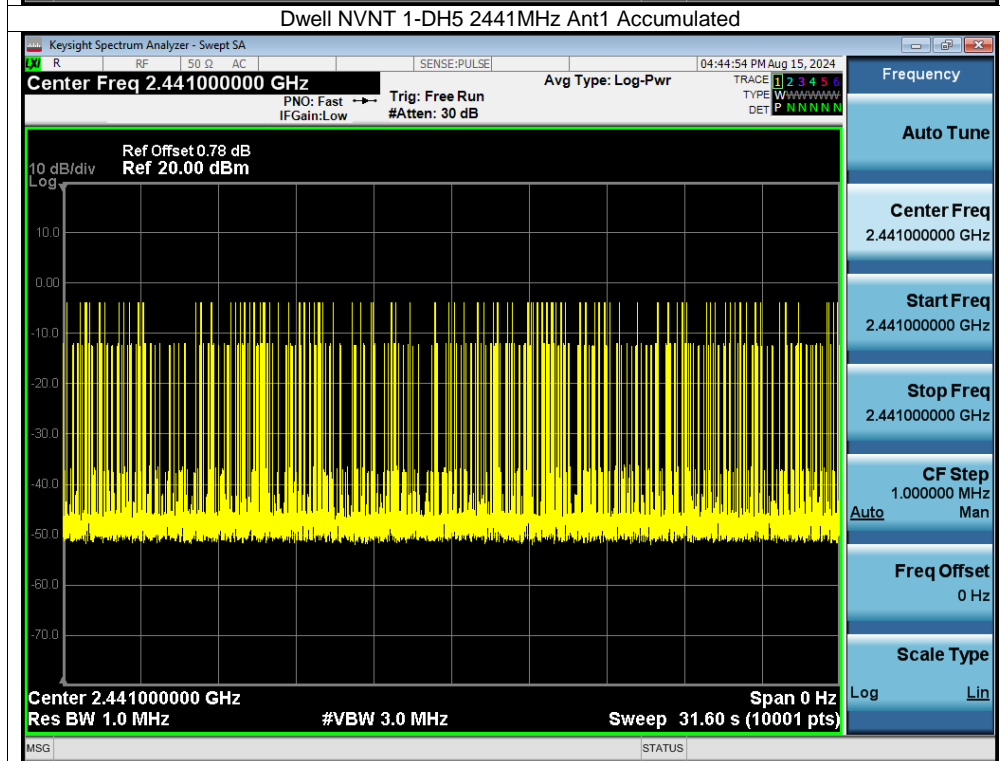 Dwell NVNT 1-DH5 2441MHz Ant1 Accumulated
Keysight Spectrum Analyzer - Swept SA
LXI R RF 50 Ω AC SENSE:PULSE 04:44:54 PM Aug 15, 2024
Center Freq 2.441000000 GHz
PNO: Fast
IFGain:Low
Trig: Free Run
#Atten: 30 dB
Avg Type: Log-Pwr
TRACE 1 2 3 4 5 6
TYPE WWWWWW
DET P N N N N N
Frequency
Auto Tune
Center Freq
2.441000000 GHz
Start Freq
2.441000000 GHz
Stop Freq
2.441000000 GHz
CF Step
1.000000 MHz
Auto Man
Freq Offset
0 Hz
Scale Type
Log Lin
Ref Offset 0.78 dB
10 dB/div Ref 20.00 dBm
Log
10.0
0.00
-10.0
-20.0
-30.0
-40.0
-50.0
-60.0
-70.0
Center 2.441000000 GHz Span 0 Hz
Res BW 1.0 MHz #VBW 3.0 MHz Sweep 31.60 s (10001 pts)
MSG STATUS